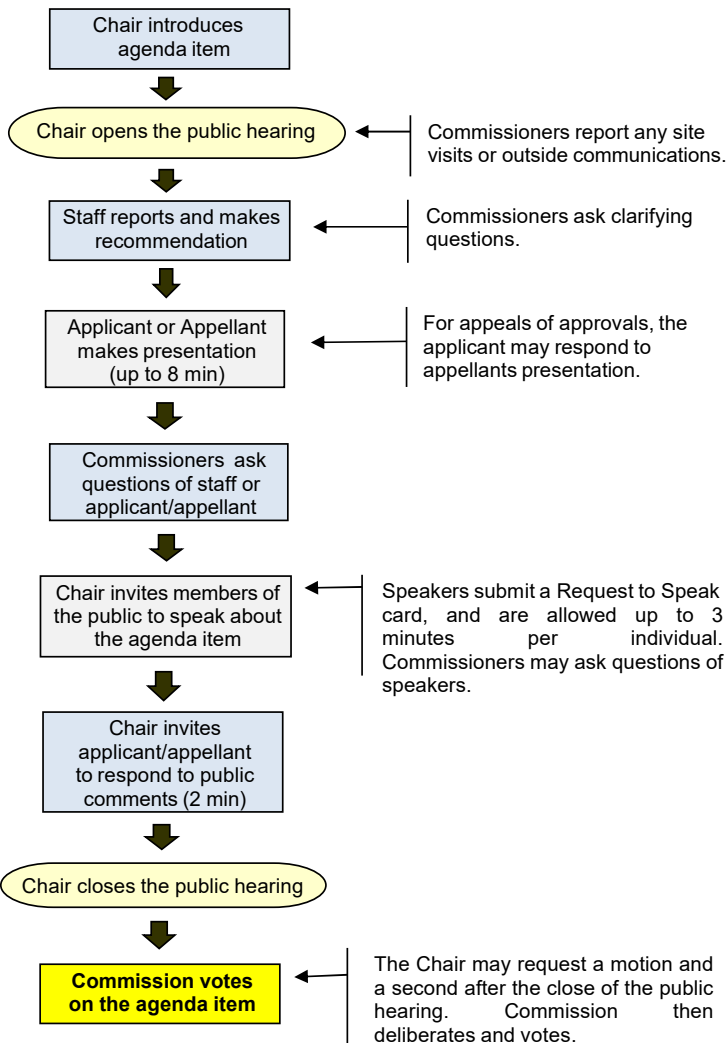 Chair introduces
agenda item
Chair opens the public hearing
Commissioners report any site
visits or outside communications.
Staff reports and makes
recommendation
Commissioners ask clarifying
questions.
Applicant or Appellant
makes presentation
(up to 8 min)
For appeals of approvals, the
applicant may respond to
appellants presentation.
Commissioners ask
questions of staff or
applicant/appellant
Chair invites members of
the public to speak about
the agenda item
Speakers submit a Request to Speak
card, and are allowed up to 3
minutes per individual.
Commissioners may ask questions of
speakers.
Chair invites
applicant/appellant
to respond to public
comments (2 min)
Chair closes the public hearing
Commission votes
on the agenda item
The Chair may request a motion and
a second after the close of the public
hearing. Commission then
deliberates and votes.